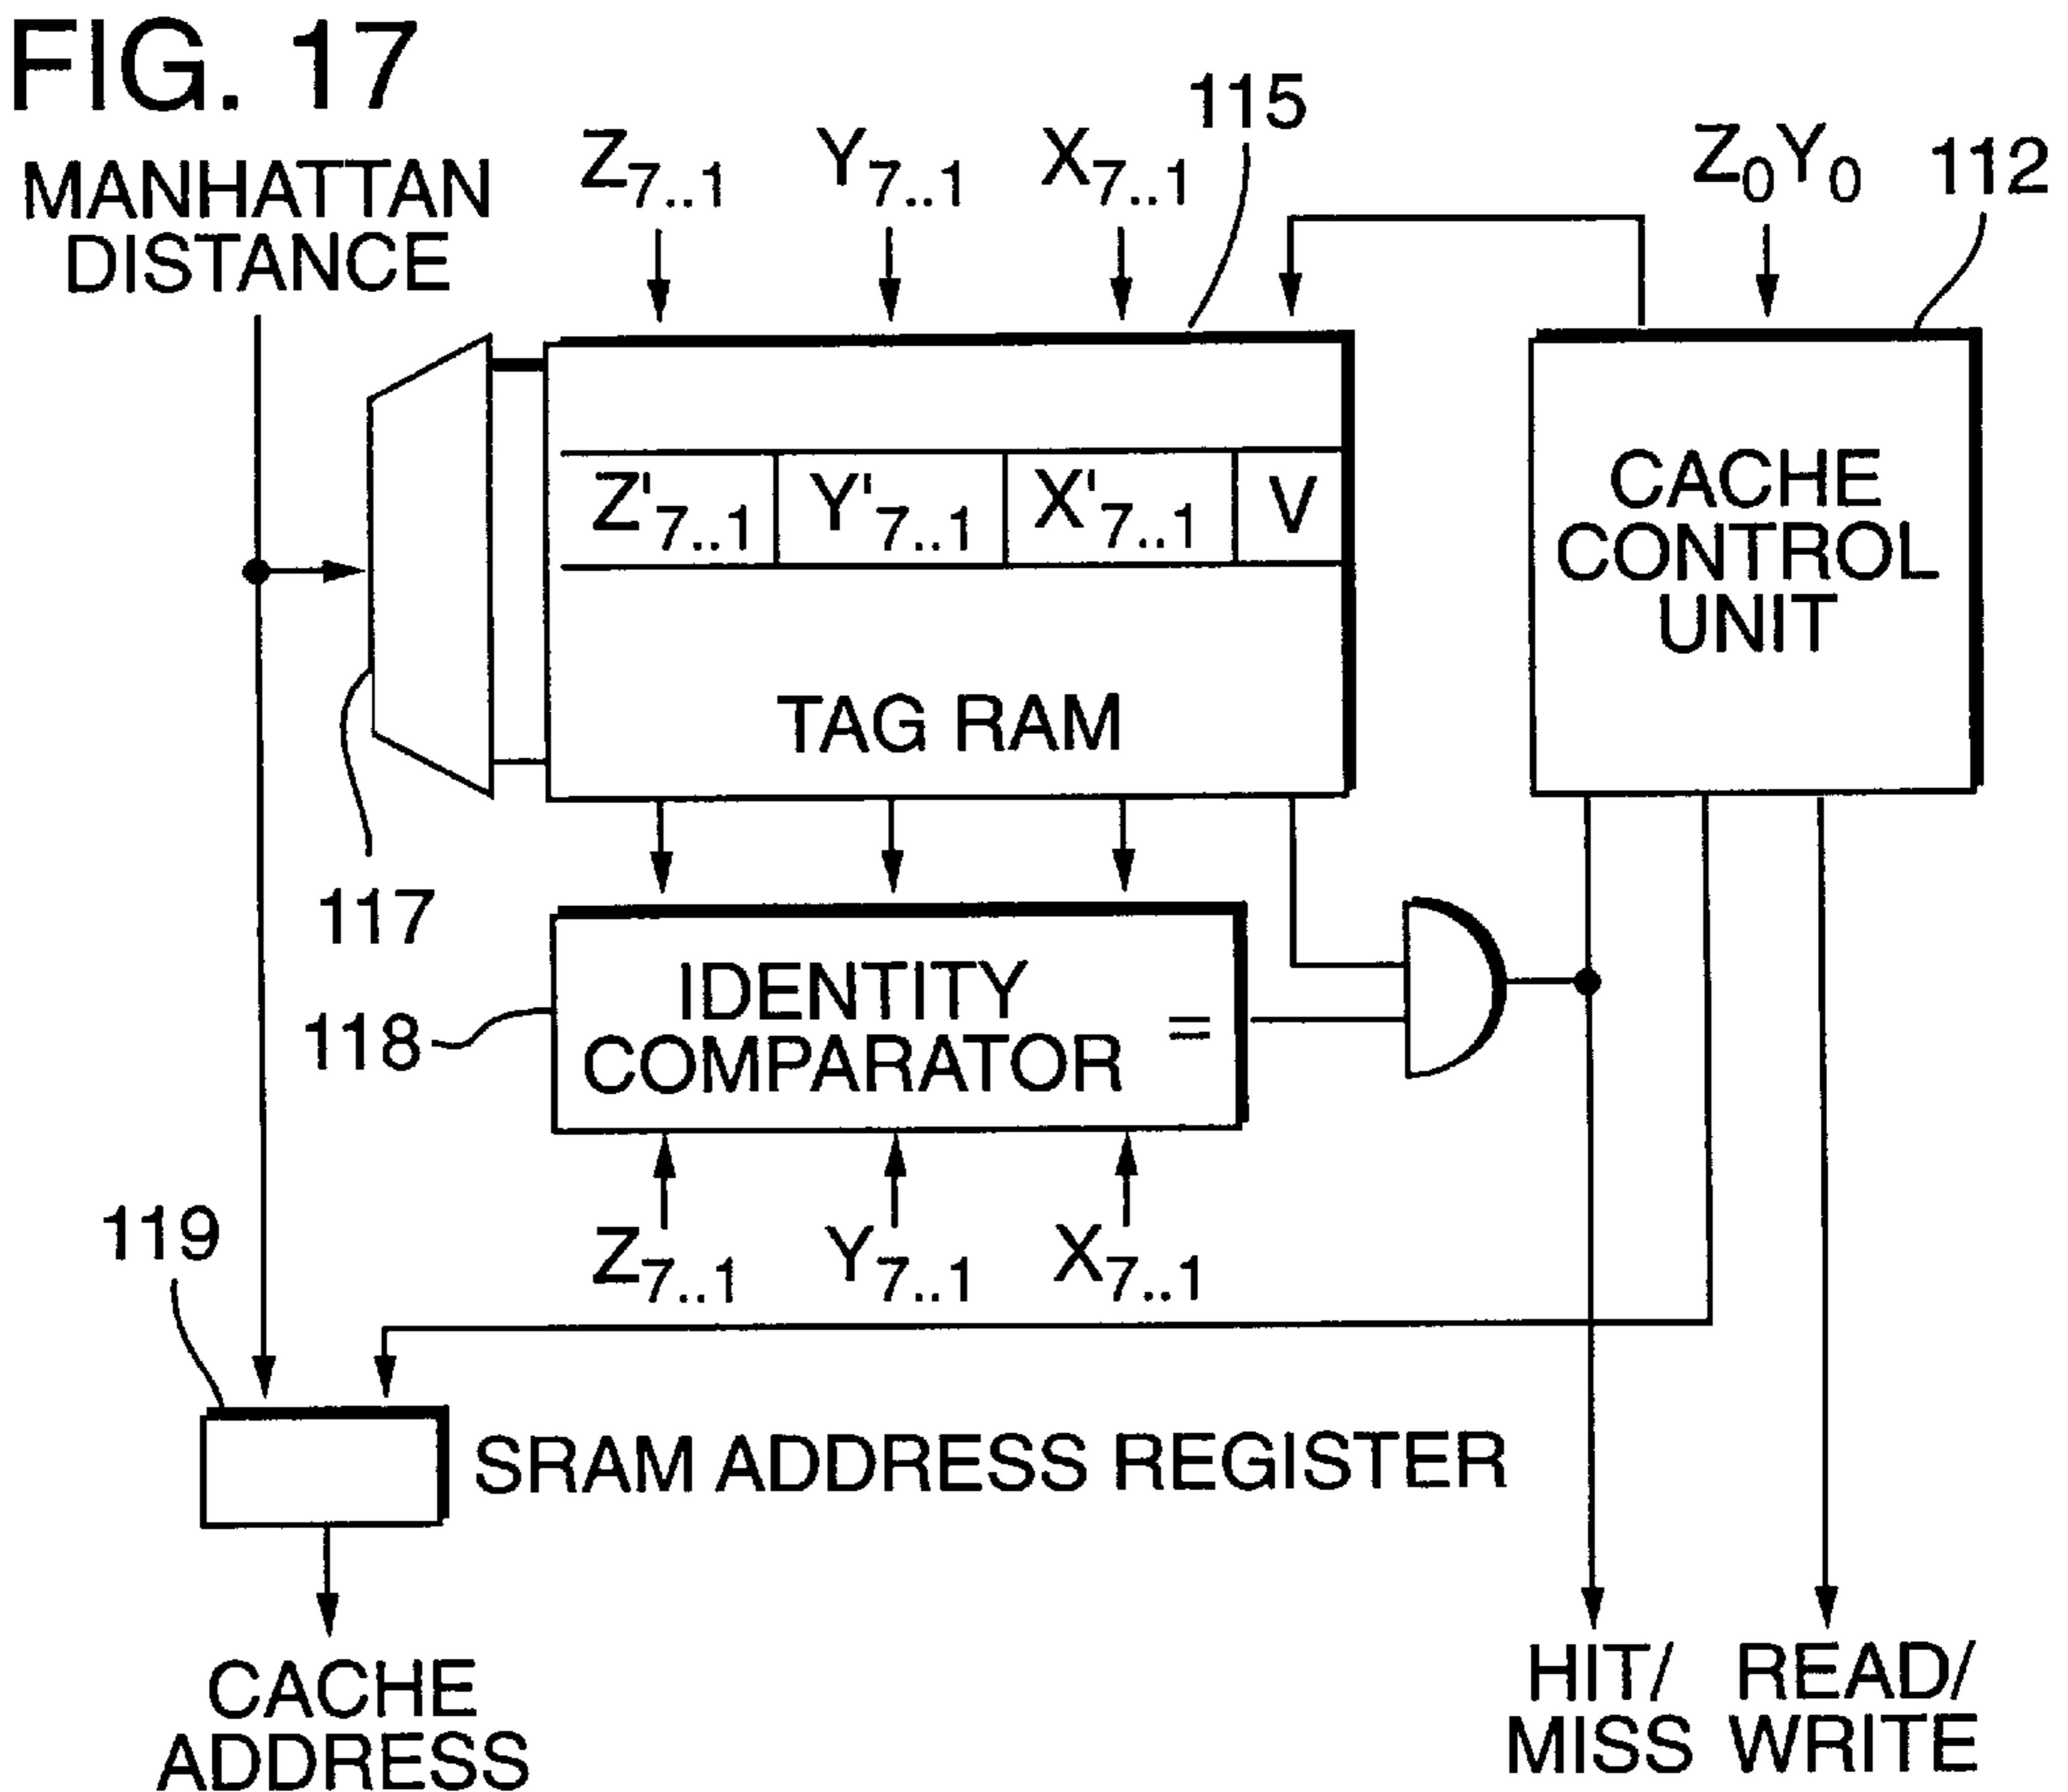 FIG. 17
MANHATTAN
DISTANCE
Z7..1 Y7..1 X7..1 115 Z0Y0 112
Z'7..1 Y'7..1 X'7..1 V
TAG RAM
CACHE
CONTROL
UNIT
117
118
IDENTITY
COMPARATOR =
Z7..1 Y7..1 X7..1
119
SRAM ADDRESS REGISTER
CACHE
ADDRESS
HIT/
MISS
READ/
WRITE